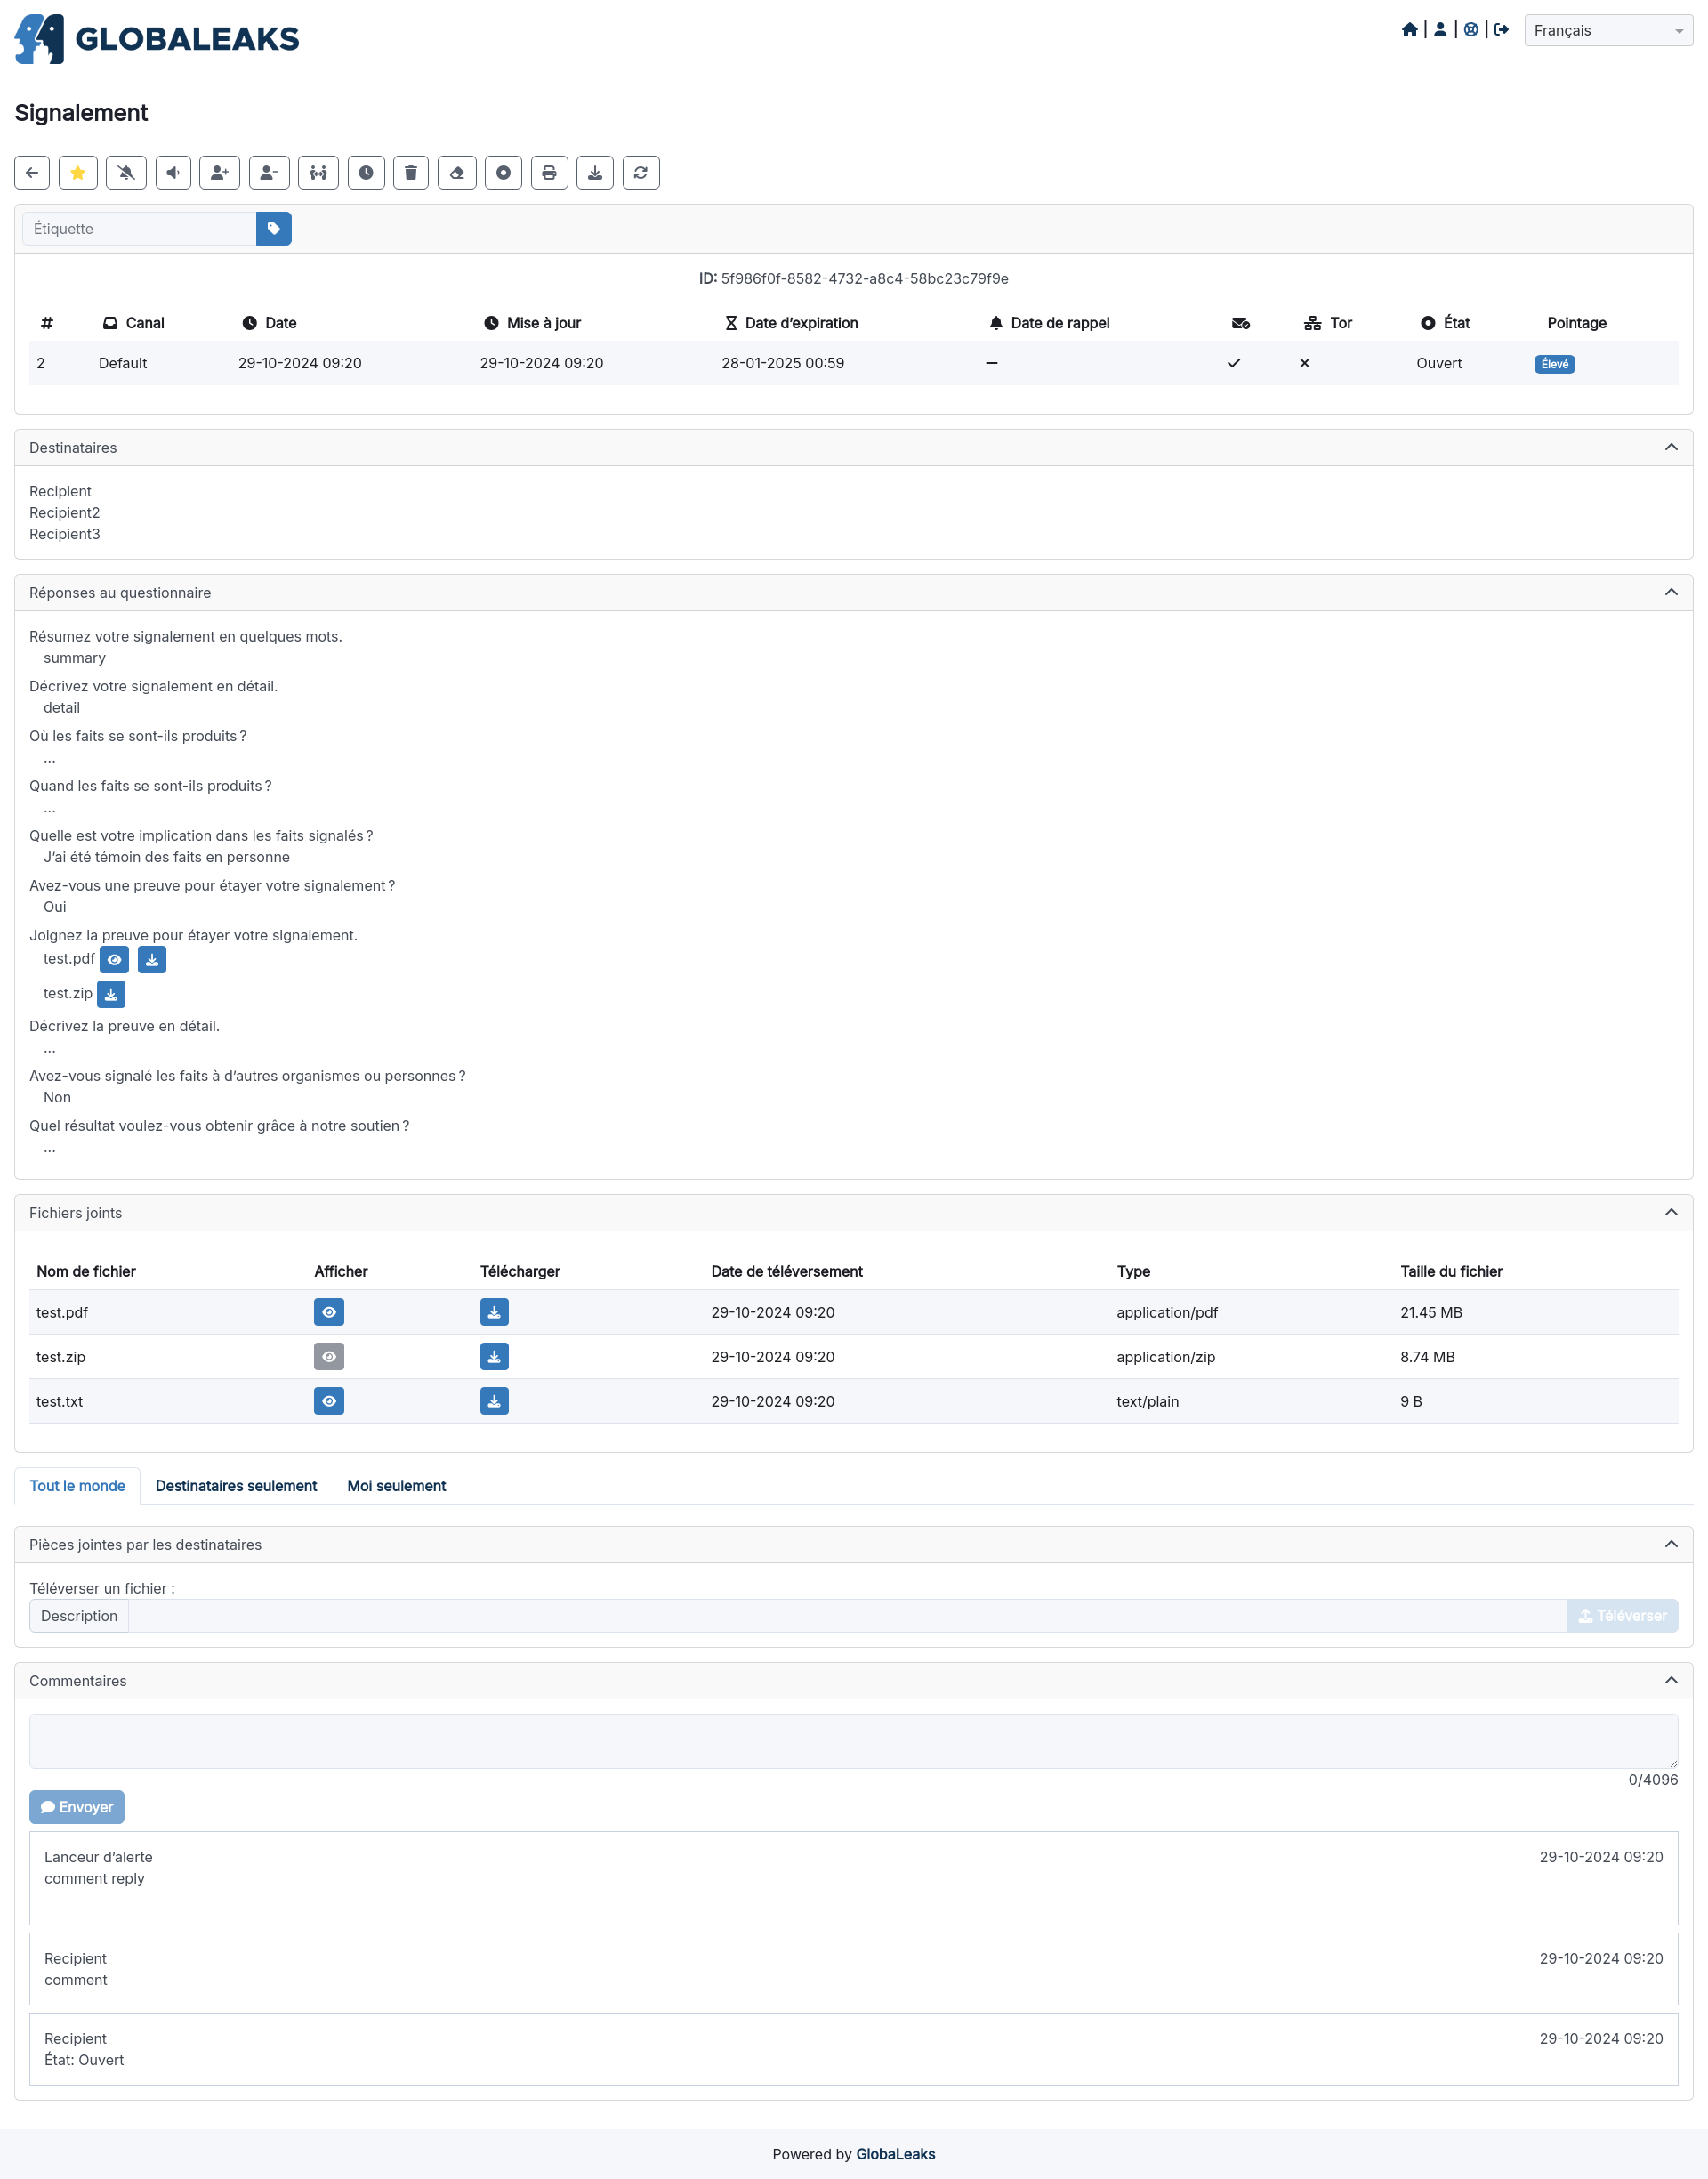 GLOBALEAKS
Français
Signalement
Étiquette
ID: 5f986f0f-8582-4732-a8c4-58bc23c79f9e
# Canal Date Mise à jour Date d’expiration Date de rappel Tor État Pointage
2 Default 29-10-2024 09:20 29-10-2024 09:20 28-01-2025 00:59 Ouvert Élevé
Destinataires
Recipient
Recipient2
Recipient3
Réponses au questionnaire
Résumez votre signalement en quelques mots.
summary
Décrivez votre signalement en détail.
detail
Où les faits se sont-ils produits ?
...
Quand les faits se sont-ils produits ?
...
Quelle est votre implication dans les faits signalés ?
J’ai été témoin des faits en personne
Avez-vous une preuve pour étayer votre signalement ?
Oui
Joignez la preuve pour étayer votre signalement.
test.pdf
test.zip
Décrivez la preuve en détail.
...
Avez-vous signalé les faits à d’autres organismes ou personnes ?
Non
Quel résultat voulez-vous obtenir grâce à notre soutien ?
...
Fichiers joints
Nom de fichier Afficher Télécharger Date de téléversement Type Taille du fichier
test.pdf 29-10-2024 09:20 application/pdf 21.45 MB
test.zip 29-10-2024 09:20 application/zip 8.74 MB
test.txt 29-10-2024 09:20 text/plain 9 B
Tout le monde Destinataires seulement Moi seulement
Pièces jointes par les destinataires
Téléverser un fichier :
Description Téléverser
Commentaires
0/4096
Envoyer
Lanceur d’alerte 29-10-2024 09:20
comment reply
Recipient 29-10-2024 09:20
comment
Recipient 29-10-2024 09:20
État: Ouvert
Powered by GlobaLeaks